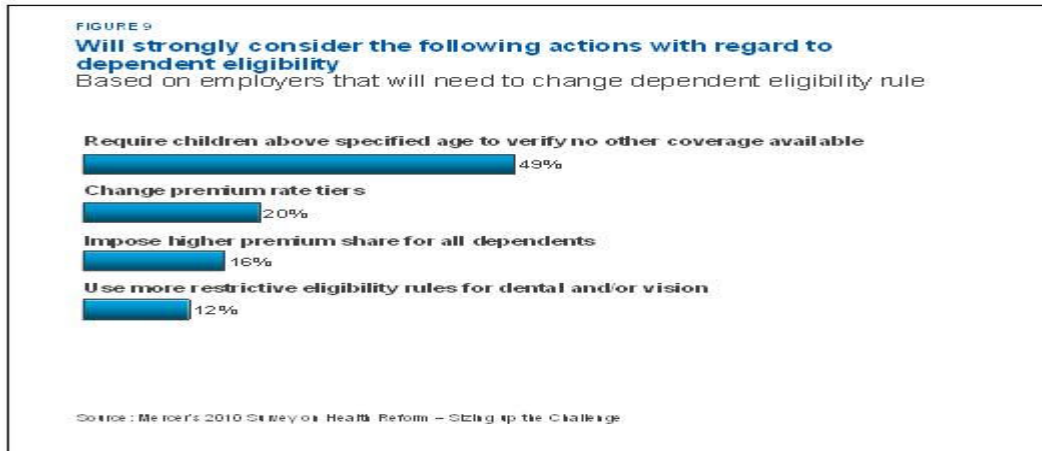 FIGURE 9
Will strongly consider the following actions with regard to
dependent eligibility
Based on employers that will need to change dependent eligibility rule
Require children above specified age to verify no other coverage available
49%
Change premium rate tiers
20%
Impose higher premium share for all dependents
16%
Use more restrictive eligibility rules for dental and/or vision
12%
Source: Mercer's 2010 Survey on Health Reform – Sizing up the Challenge